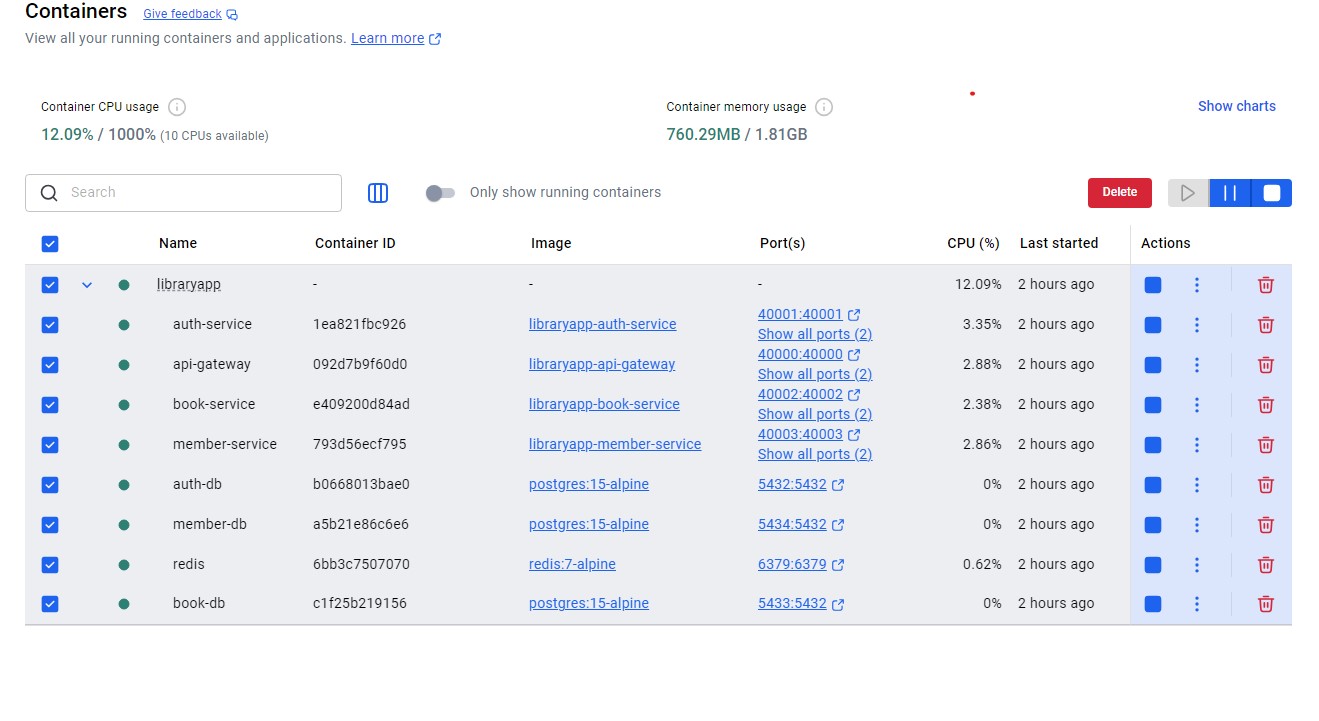 Containers Give feedback
View all your running containers and applications. Learn more
Container CPU usage
12.09% / 1000% (10 CPUs available)
Container memory usage
760.29MB / 1.81GB
Show charts
Search
Only show running containers
Delete
Name Container ID Image Port(s) CPU (%) Last started Actions
libraryapp - - - 12.09% 2 hours ago
auth-service 1ea821fbc926 libraryapp-auth-service 40001:40001 3.35% 2 hours ago
Show all ports (2)
api-gateway 092d7b9f60d0 libraryapp-api-gateway 40000:40000 2.88% 2 hours ago
Show all ports (2)
book-service e409200d84ad libraryapp-book-service 40002:40002 2.38% 2 hours ago
Show all ports (2)
member-service 793d56ecf795 libraryapp-member-service 40003:40003 2.86% 2 hours ago
Show all ports (2)
auth-db b0668013bae0 postgres:15-alpine 5432:5432 0% 2 hours ago
member-db a5b21e86c6e6 postgres:15-alpine 5434:5432 0% 2 hours ago
redis 6bb3c7507070 redis:7-alpine 6379:6379 0.62% 2 hours ago
book-db c1f25b219156 postgres:15-alpine 5433:5432 0% 2 hours ago